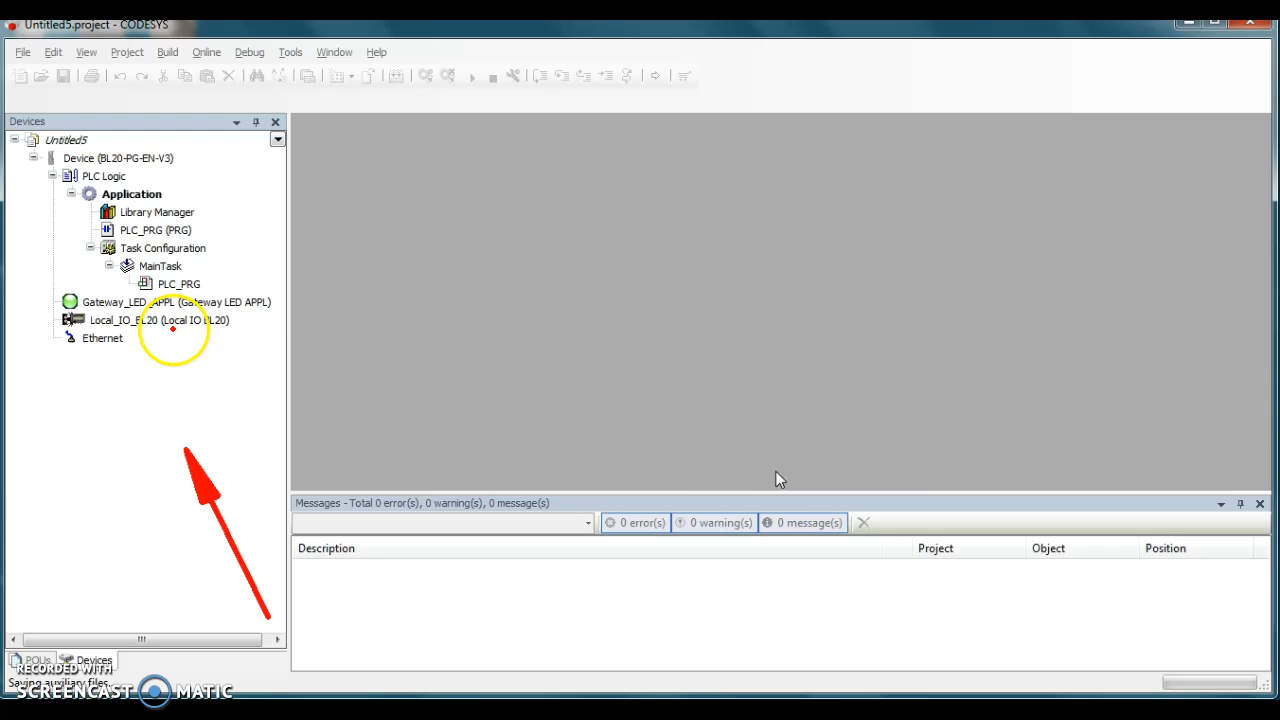 Untitled5.project - CODESYS
File Edit View Project Build Online Debug Tools Window Help
Devices
Untitled5
Device (BL20-PG-EN-V3)
PLC Logic
Application
Library Manager
PLC_PRG (PRG)
Task Configuration
MainTask
PLC_PRG
Gateway_LED_APPL (Gateway LED APPL)
Local_IO_BL20 (Local IO BL20)
Ethernet
Messages - Total 0 error(s), 0 warning(s), 0 message(s)
0 error(s) 0 warning(s) 0 message(s)
Description Project Object Position
POUs Devices
RECORDED WITH
Saving auxiliary files...
SCREENCAST MATIC